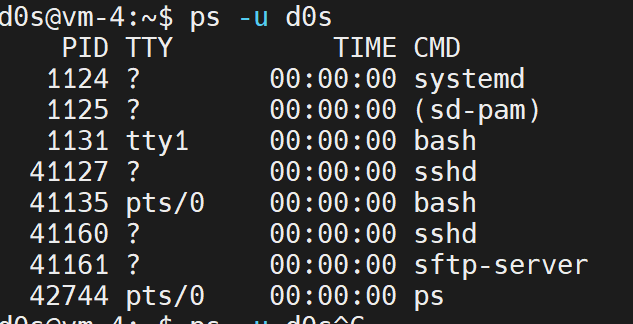 d0s@vm-4:~$ ps -u d0s
    PID TTY          TIME CMD
   1124 ?        00:00:00 systemd
   1125 ?        00:00:00 (sd-pam)
   1131 tty1     00:00:00 bash
  41127 ?        00:00:00 sshd
  41135 pts/0    00:00:00 bash
  41160 ?        00:00:00 sshd
  41161 ?        00:00:00 sftp-server
  42744 pts/0    00:00:00 ps
d0s@vm-4:~$ ps -u d0s^C